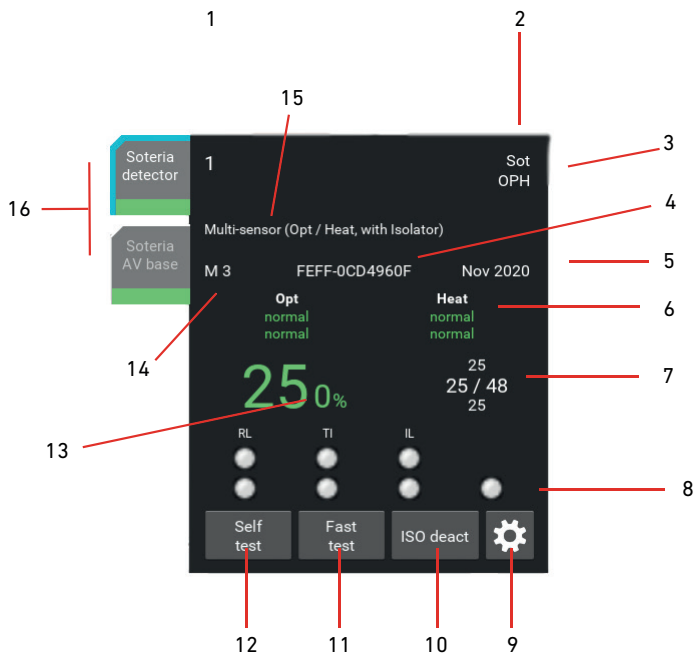 1
2
15
3
Soteria
detector
1
Sot
OPH
4
16
Multi-sensor (Opt / Heat, with Isolator)
Soteria
AV base
M 3 FEFF-0CD4960F Nov 2020
5
Opt Heat
normal normal
normal normal
6
14
25 0%
25
25 / 48
25
7
13
RL TI IL
8
Self
test
Fast
test
ISO deact
12 11 10 9